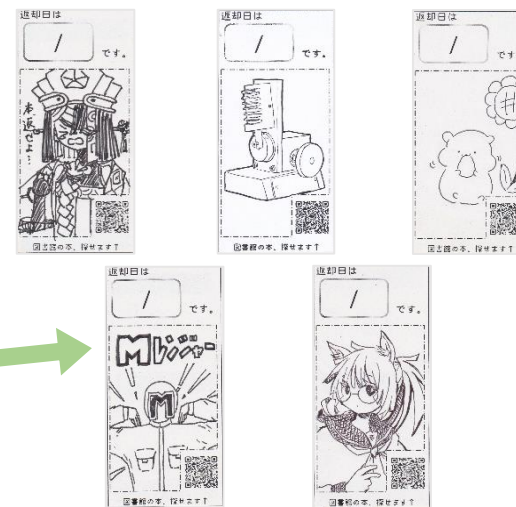 返却日は
/
です。
本、返せよ…
図書館の本、探せます↑
返却日は
/
です。
図書館の本、探せます↑
返却日は
/
です
図書館の本、探せます↑
返却日は
/
です。
Mレンジャー
M
図書館の本、探せます↑
返却日は
/
です。
図書館の本、探せます↑